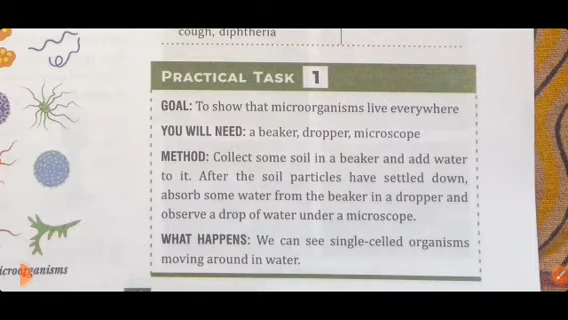 cough, diphtheria
PRACTICAL TASK 1
GOAL: To show that microorganisms live everywhere
YOU WILL NEED: a beaker, dropper, microscope
METHOD: Collect some soil in a beaker and add water
to it. After the soil particles have settled down,
absorb some water from the beaker in a dropper and
observe a drop of water under a microscope.
WHAT HAPPENS: We can see single-celled organisms
moving around in water.
icroorganisms